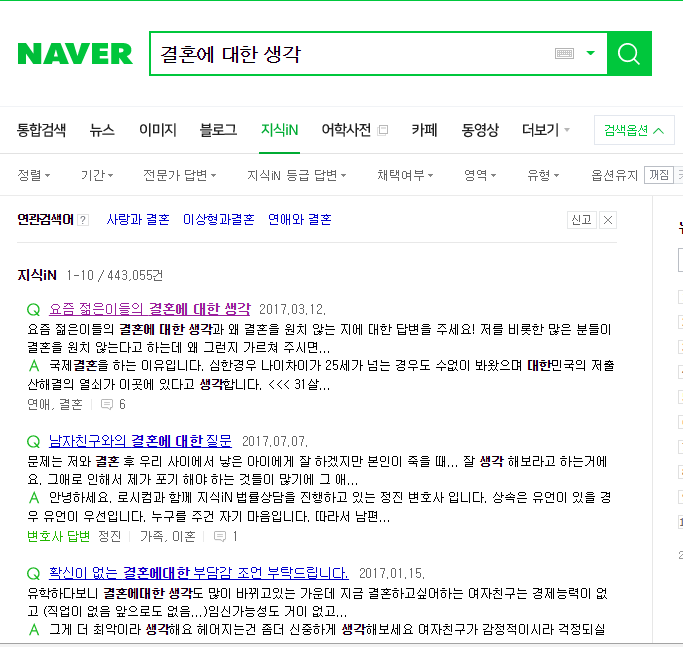 NAVER
결혼에 대한 생각
통합검색 뉴스 이미지 블로그 지식iN 어학사전 카페 동영상 더보기 검색옵션
정렬 기간 전문가 답변 지식iN 등급 답변 채택여부 영역 유형 옵션유지 꺼짐
연관검색어 ? 사랑과 결혼 이상형과결혼 연애와 결혼 신고
지식iN 1-10 / 443,055건
Q 요즘 젊은이들의 결혼에 대한 생각 2017.03.12.
요즘 젊은이들의 결혼에 대한 생각과 왜 결혼을 원치 않는 지에 대한 답변을 주세요! 저를 비롯한 많은 분들이
결혼을 원치 않는다고 하는데 왜 그런지 가르쳐 주시면...
A 국제결혼을 하는 이유입니다. 심한경우 나이차이가 25세가 넘는 경우도 수없이 봐왔으며 대한민국의 저출
산해결의 열쇠가 이곳에 있다고 생각합니다. <<< 31살...
연애, 결혼 6
Q 남자친구와의 결혼에 대한 질문 2017.07.07.
문제는 저와 결혼 후 우리 사이에서 낳은 아이에게 잘 하겠지만 본인이 죽을 때... 잘 생각 해보라고 하는거에
요. 그애로 인해서 제가 포기 해야 하는 것들이 많기에 그 애...
A 안녕하세요. 로시컴과 함께 지식iN 법률상담을 진행하고 있는 정진 변호사 입니다. 상속은 유언이 있을 경
우 유언이 우선입니다. 누구를 주건 자기 마음입니다. 따라서 남편...
변호사 답변 정진 가족, 이혼 1
Q 확신이 없는 결혼에대한 부담감 조언 부탁드립니다. 2017.01.15.
유학하다보니 결혼에대한 생각도 많이 바뀌고있는 가운데 지금 결혼하고싶어하는 여자친구는 경제능력이 없
고 (직업이 없음 앞으로도 없음...)임신가능성도 거이 없고...
A 그게 더 최악이라 생각해요 헤어지는건 좀더 신중하게 생각해보세요 여자친구가 감정적이시라 걱정되실